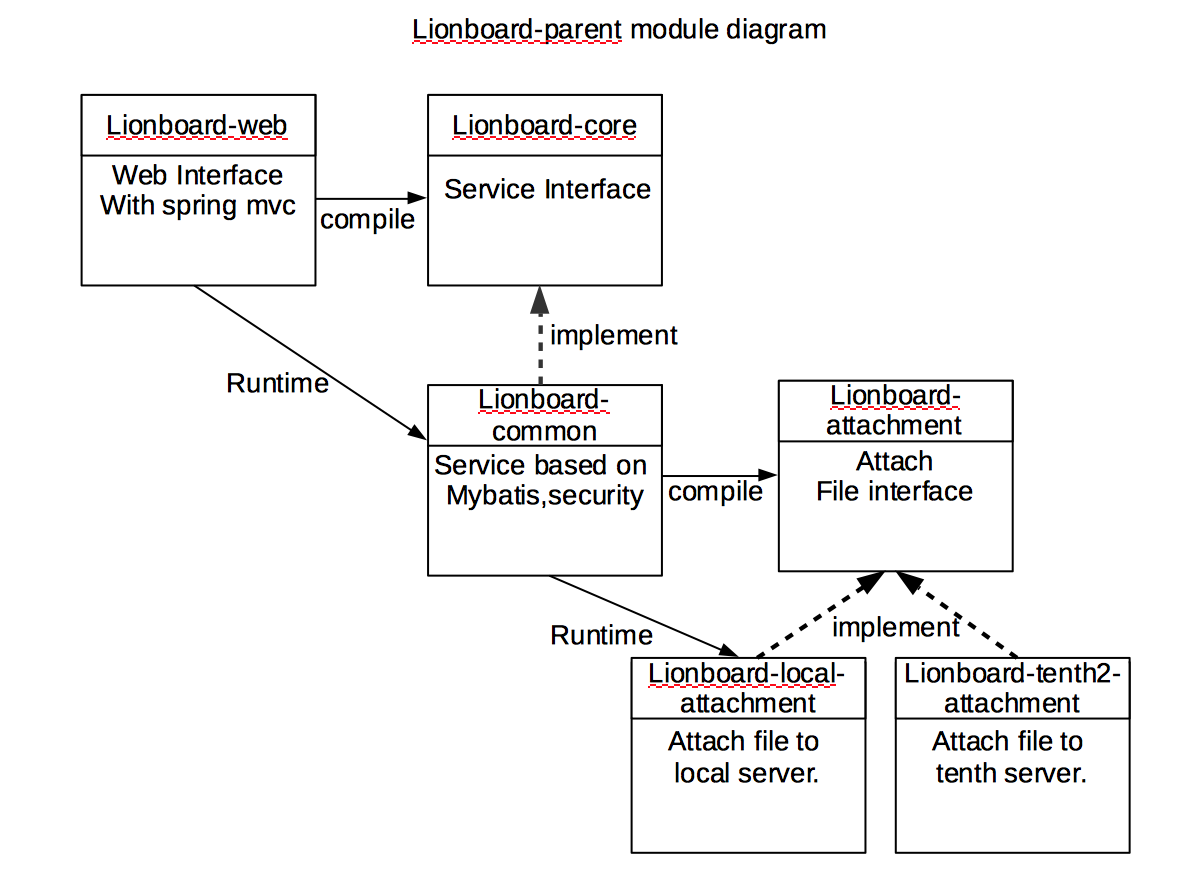 Lionboard-parent module diagram
Lionboard-web
Web Interface
With spring mvc
compile
Lionboard-core
Service Interface
implement
Runtime
Lionboard-
common
Service based on
Mybatis,security
compile
Lionboard-
attachment
Attach
File interface
implement
Runtime
Lionboard-local-
attachment
Attach file to
local server.
Lionboard-tenth2-
attachment
Attach file to
tenth server.